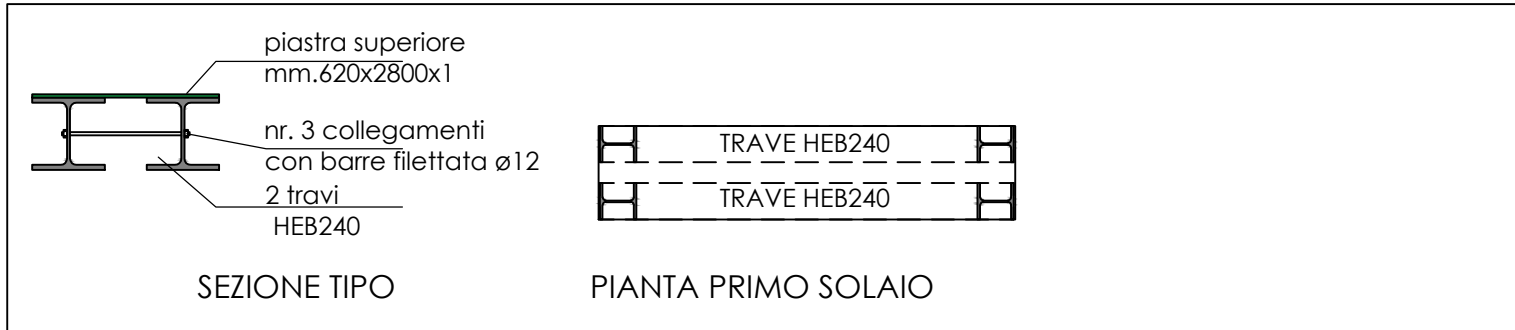 piastra superiore
mm.620x2800x1
nr. 3 collegamenti
con barre filettata ø12
2 travi
HEB240
SEZIONE TIPO
TRAVE HEB240
TRAVE HEB240
PIANTA PRIMO SOLAIO